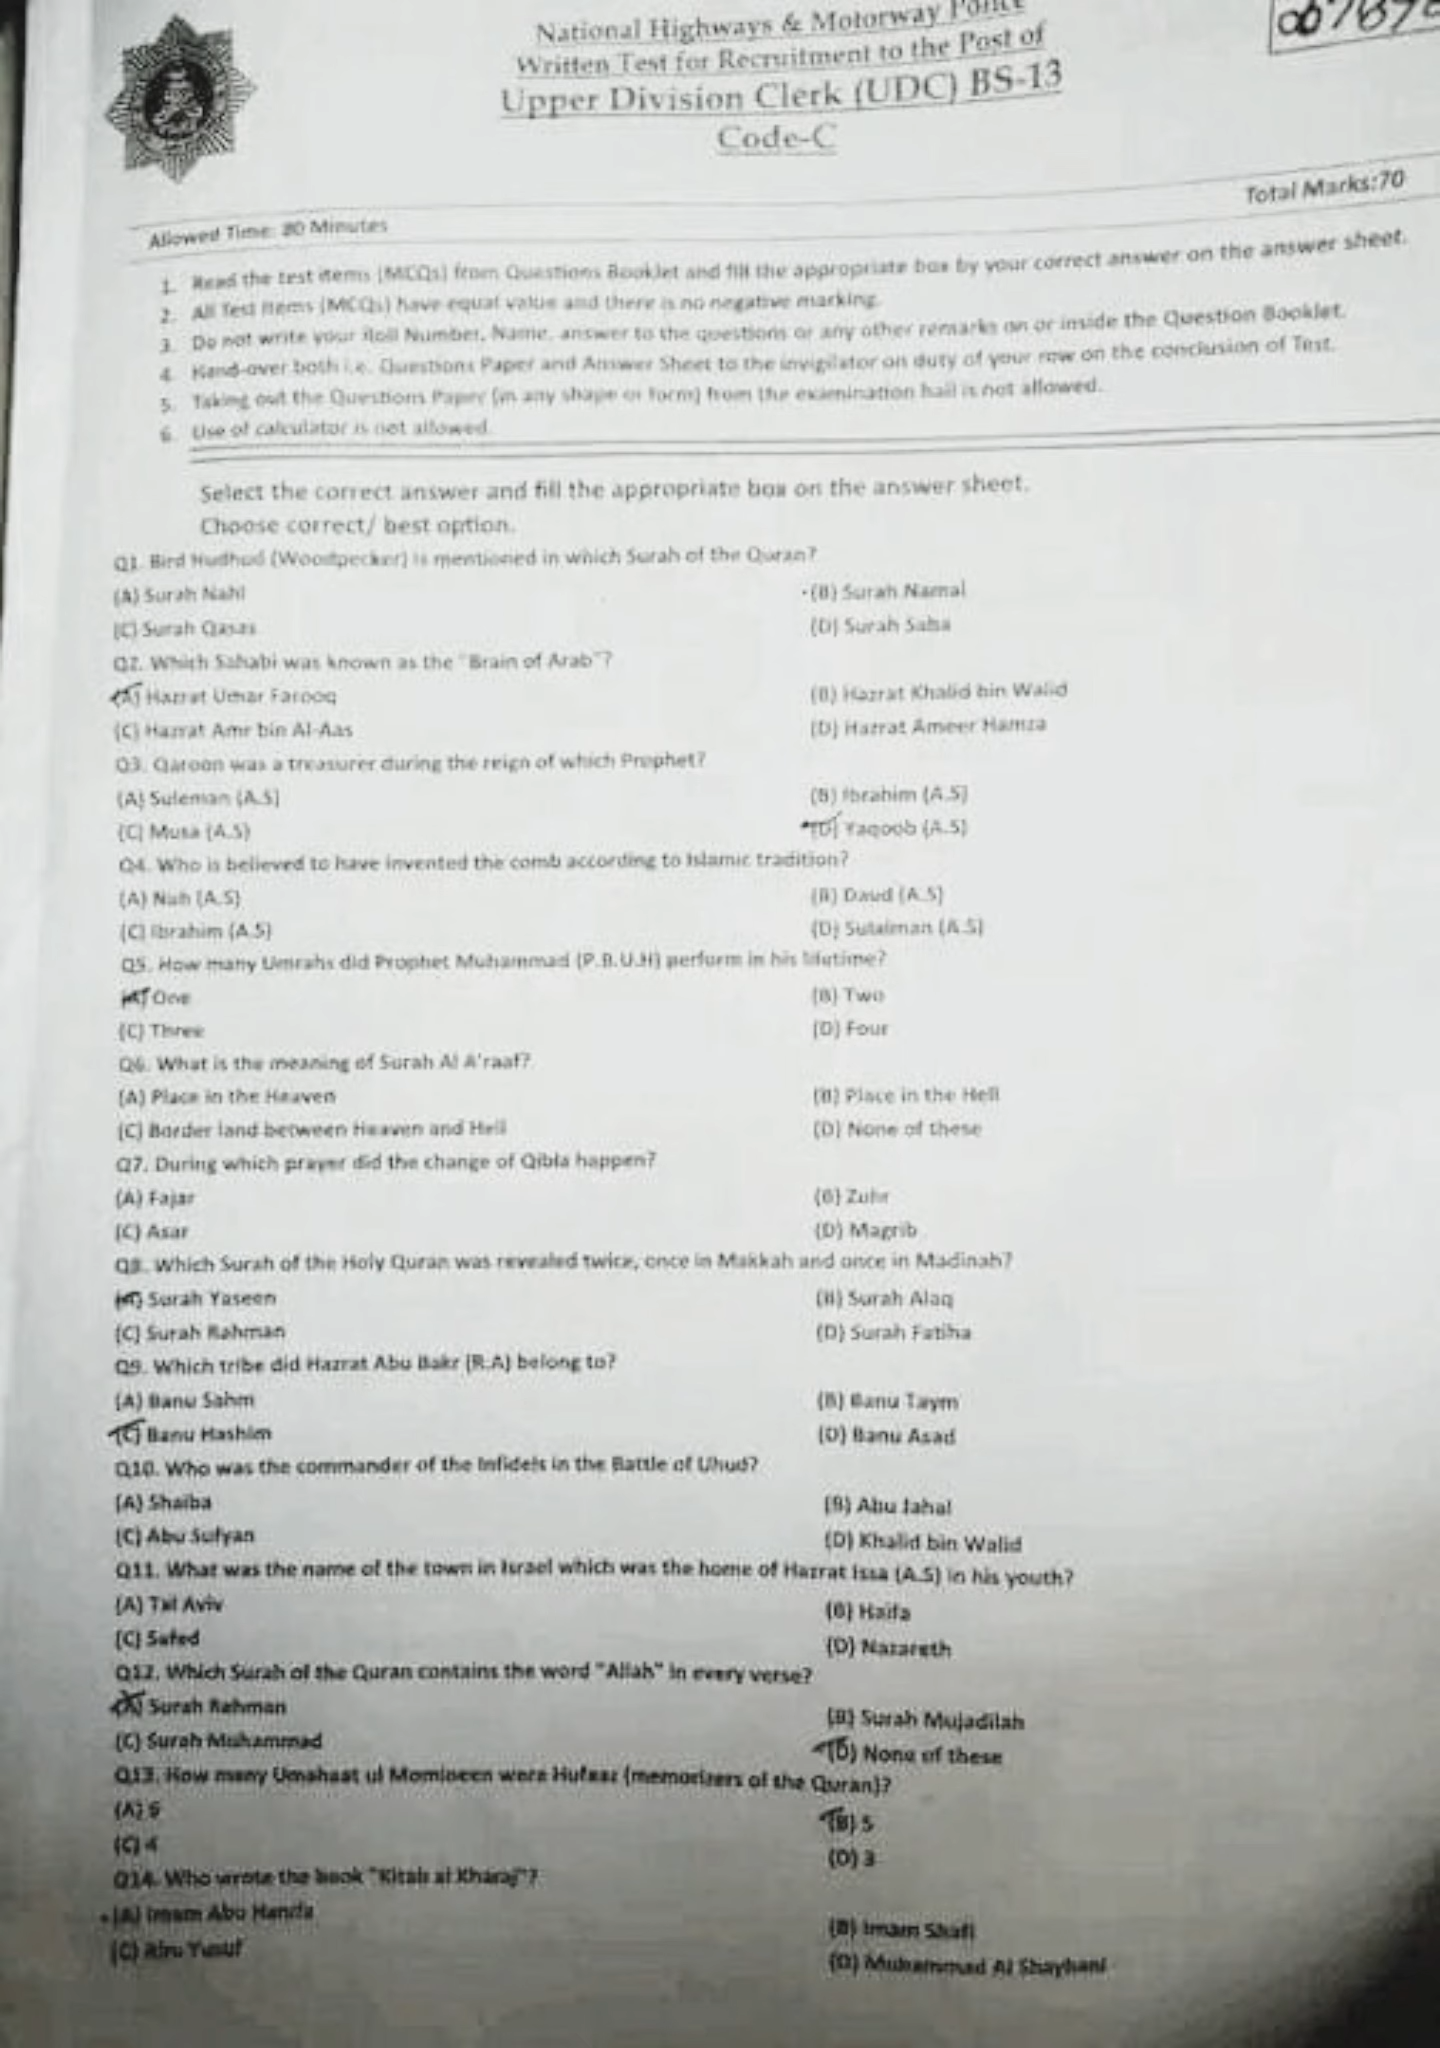 National Highways & Motorway Police
Written Test for Recruitment to the Post of
Upper Division Clerk (UDC) BS-13
Code-C
Total Marks:70
Allowed Time: 80 Minutes
1. Read the test items (MCQs) from Questions Booklet and fill the appropriate box by your correct answer on the answer sheet.
2. All Test Items (MCQs) have equal value and there is no negative marking.
3. Do not write your Roll Number, Name, answer to the questions or any other remarks on or inside the Question Booklet.
4. Hand-over both i.e. Questions Paper and Answer Sheet to the invigilator on duty of your row on the conclusion of Test.
5. Taking out the Questions Paper (in any shape or form) from the examination hall is not allowed.
6. Use of calculator is not allowed.
Select the correct answer and fill the appropriate box on the answer sheet.
Choose correct/ best option.
Q1. Bird Hudhud (Woodpecker) is mentioned in which Surah of the Quran?
(A) Surah Nahl (B) Surah Namal
(C) Surah Qasas (D) Surah Saba
Q2. Which Sahabi was known as the "Brain of Arab"?
(A) Hazrat Umar Farooq (B) Hazrat Khalid bin Walid
(C) Hazrat Amr bin Al-Aas (D) Hazrat Ameer Hamza
Q3. Qaroon was a treasurer during the reign of which Prophet?
(A) Suleman (A.S) (B) Ibrahim (A.S)
(C) Musa (A.S) (D) Yaqoob (A.S)
Q4. Who is believed to have invented the comb according to Islamic tradition?
(A) Nuh (A.S) (B) Daud (A.S)
(C) Ibrahim (A.S) (D) Sulaiman (A.S)
Q5. How many Umrahs did Prophet Muhammad (P.B.U.H) perform in his lifetime?
(A) One (B) Two
(C) Three (D) Four
Q6. What is the meaning of Surah Al A'raaf?
(A) Place in the Heaven (B) Place in the Hell
(C) Border land between Heaven and Hell (D) None of these
Q7. During which prayer did the change of Qibla happen?
(A) Fajar (B) Zuhr
(C) Asar (D) Magrib
Q8. Which Surah of the Holy Quran was revealed twice, once in Makkah and once in Madinah?
(A) Surah Yaseen (B) Surah Alaq
(C) Surah Rahman (D) Surah Fatiha
Q9. Which tribe did Hazrat Abu Bakr (R.A) belong to?
(A) Banu Sahm (B) Banu Taym
(C) Banu Hashim (D) Banu Asad
Q10. Who was the commander of the Infidels in the Battle of Uhud?
(A) Shaiba (B) Abu Jahal
(C) Abu Sufyan (D) Khalid bin Walid
Q11. What was the name of the town in Israel which was the home of Hazrat Issa (A.S) in his youth?
(A) Tal Aviv (B) Haifa
(C) Safed (D) Nazareth
Q12. Which Surah of the Quran contains the word "Allah" in every verse?
(A) Surah Rahman (B) Surah Mujadilah
(C) Surah Muhammad (D) None of these
Q13. How many Umahaat ul Momineen were Hufaaz (memorizers of the Quran)?
(A) 6 (B) 5
(C) 4 (D) 3
Q14. Who wrote the book "Kitab al Kharaj"?
(A) Imam Abu Hanifa (B) Imam Shafi
(C) Abu Yusuf (D) Muhammad Al Shaybani